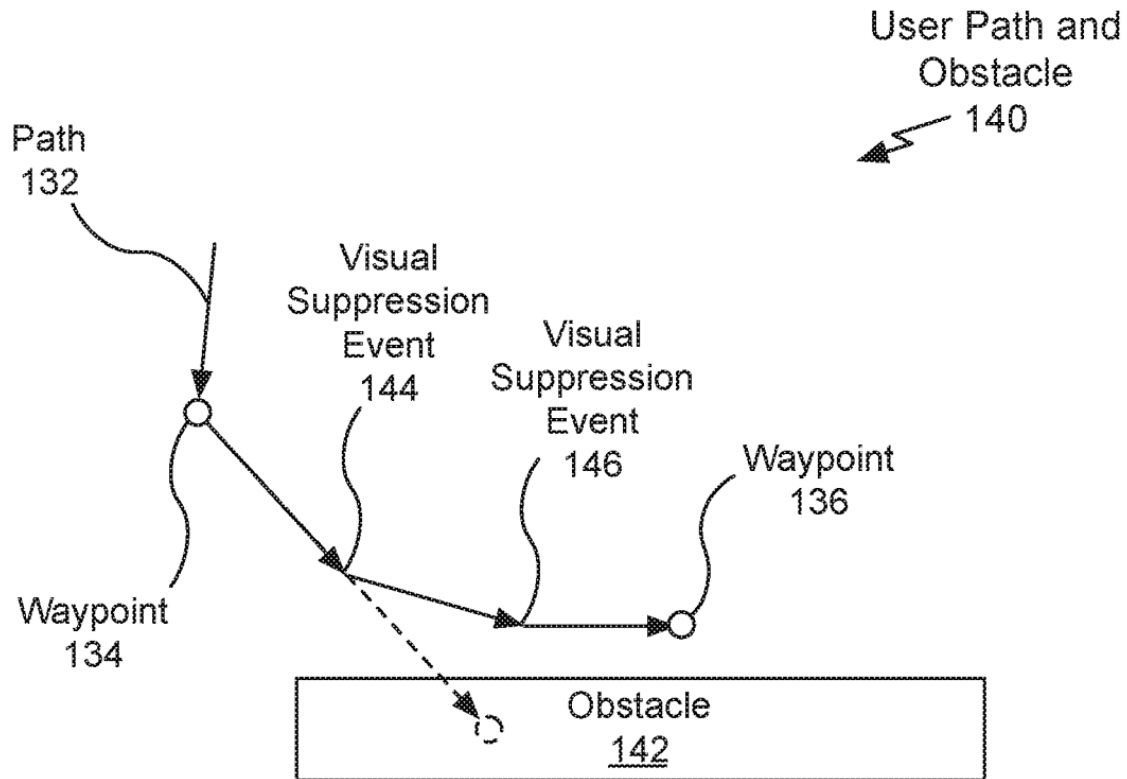 User Path and
Obstacle
140
Path
132
Visual
Suppression
Event
144
Visual
Suppression
Event
146
Waypoint
136
Waypoint
134
Obstacle
142